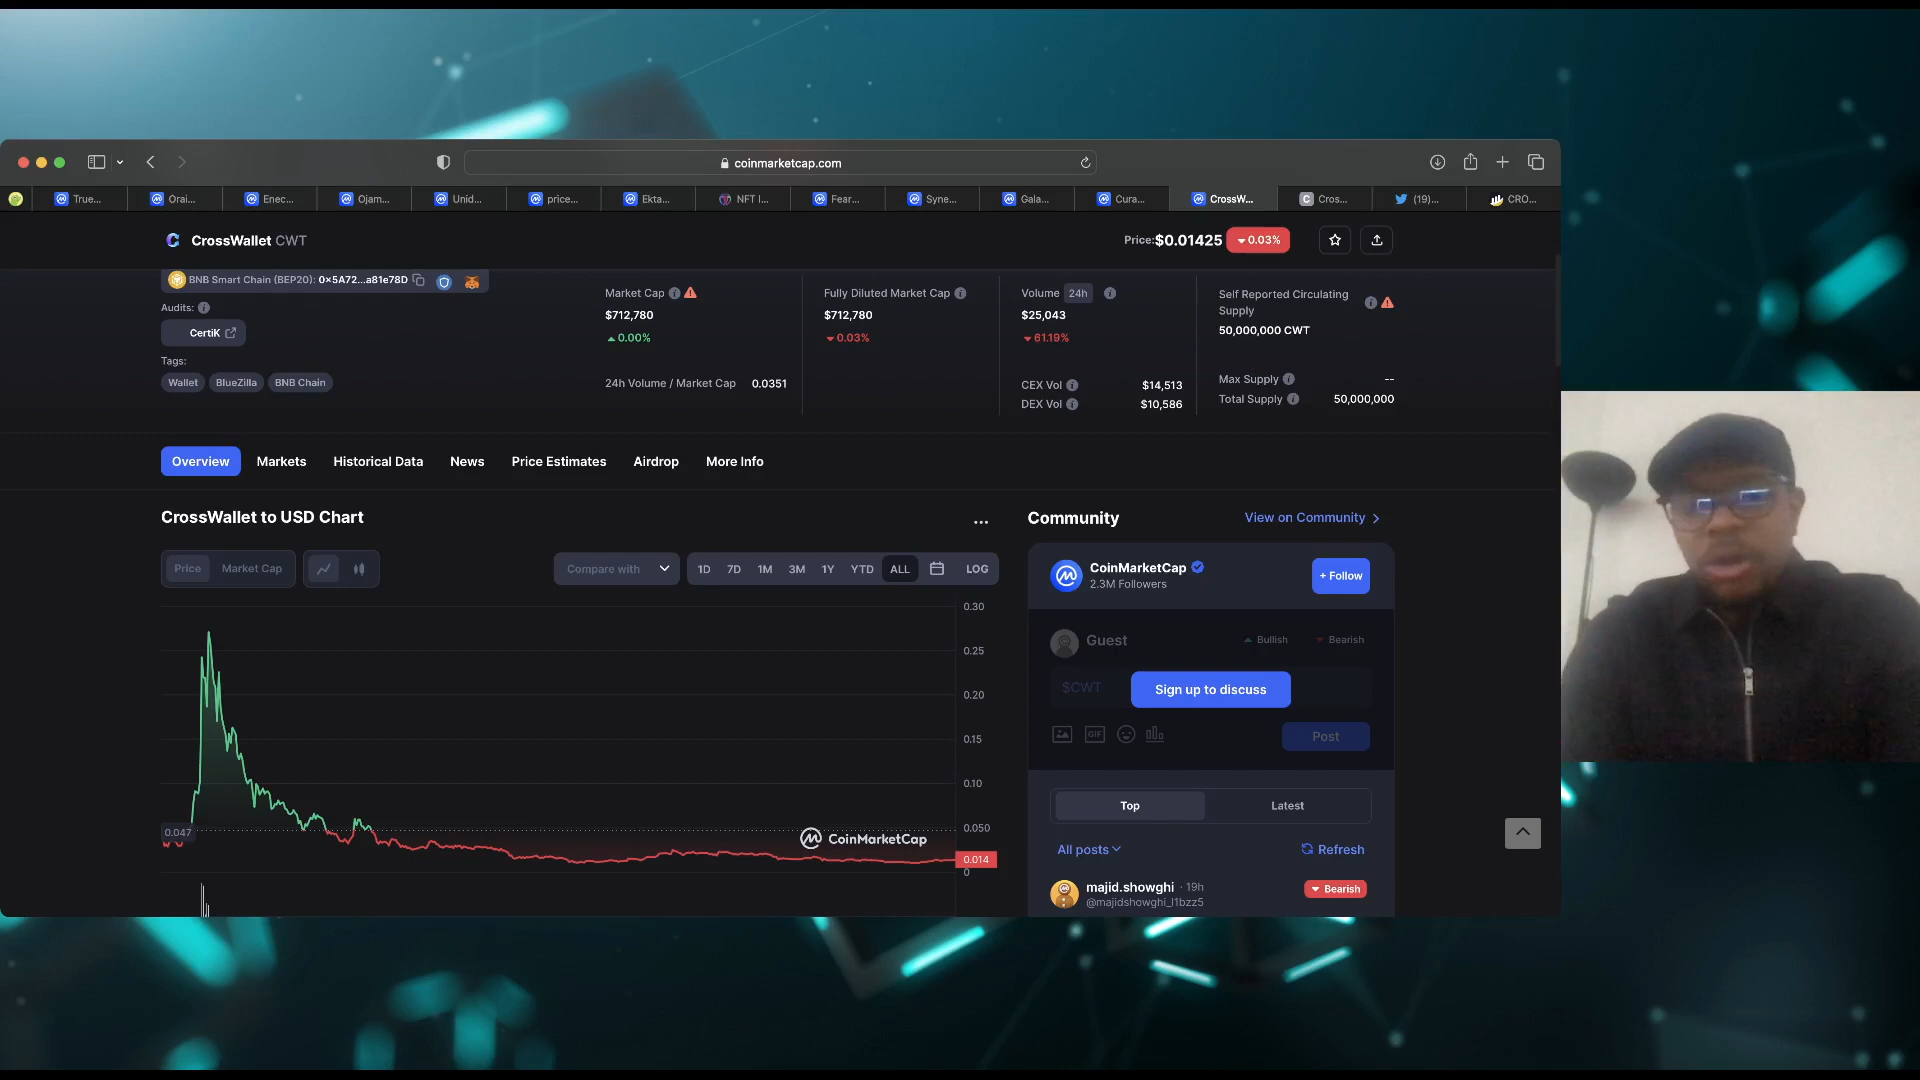 coinmarketcap.com
True...
Orai...
Enec...
Ojam...
Unid...
price...
Ekta...
NFT I...
Fear...
Syne...
Gala...
Cura...
CrossW...
Cros...
(19)...
CRO...
CrossWallet CWT
Price:$0.01425
0.03%
BNB Smart Chain (BEP20): 0x5A72...a81e78D
Audits:
CertiK
Tags:
Wallet
BlueZilla
BNB Chain
Market Cap
$712,780
0.00%
24h Volume / Market Cap 0.0351
Fully Diluted Market Cap
$712,780
0.03%
Volume 24h
$25,043
61.19%
CEX Vol $14,513
DEX Vol $10,586
Self Reported Circulating
Supply
50,000,000 CWT
Max Supply --
Total Supply 50,000,000
Overview
Markets
Historical Data
News
Price Estimates
Airdrop
More Info
CrossWallet to USD Chart
...
Price
Market Cap
Compare with
1D
7D
1M
3M
1Y
YTD
ALL
LOG
0.30
0.25
0.20
0.15
0.10
0.050
0.014
0
0.047
CoinMarketCap
Community
View on Community
CoinMarketCap
2.3M Followers
+ Follow
Guest
Bullish
Bearish
$CWT
Sign up to discuss
GIF
Post
Top
Latest
All posts
Refresh
majid.showghi · 19h
@majidshowghi_l1bzz5
Bearish